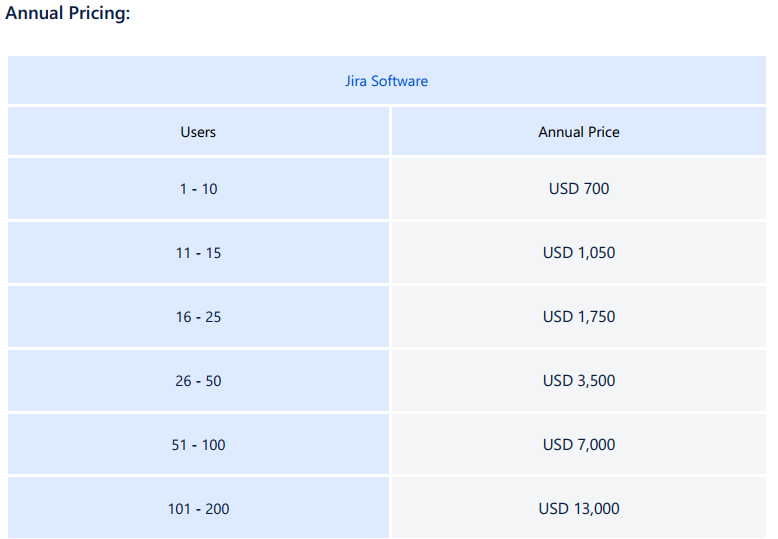 Annual Pricing:
Jira Software
Users Annual Price
1 - 10 USD 700
11 - 15 USD 1,050
16 - 25 USD 1,750
26 - 50 USD 3,500
51 - 100 USD 7,000
101 - 200 USD 13,000